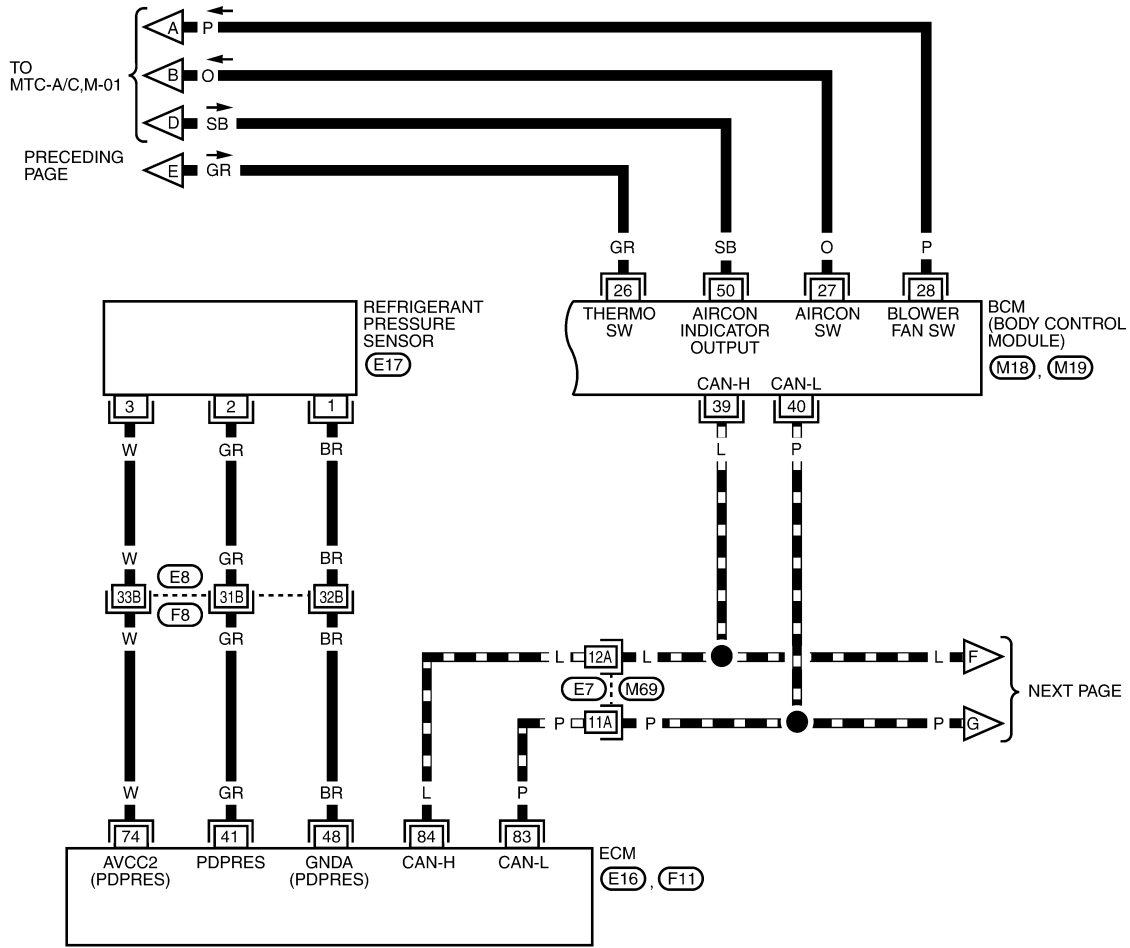 A P
TO
MTC-A/C,M-01
B O
D SB
PRECEDING
PAGE
E GR
GR SB O P
26 50 27 28
THERMO
SW
AIRCON
INDICATOR
OUTPUT
AIRCON
SW
BLOWER
FAN SW
BCM
(BODY CONTROL
MODULE)
M18 , M19
CAN-H CAN-L
39 40
REFRIGERANT
PRESSURE
SENSOR
E17
3 2 1
W GR BR
L P
W GR BR
E8
33B 31B 32B
F8
W GR BR
L 12A L L F
E7 M69
NEXT PAGE
P 11A P P G
W GR BR L P
74 41 48 84 83
AVCC2
(PDPRES)
PDPRES
GNDA
(PDPRES)
CAN-H
CAN-L
ECM
E16 , F11